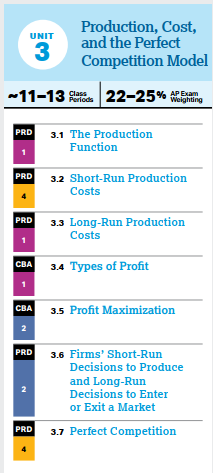 UNIT
3
Production, Cost,
and the Perfect
Competition Model
~11–13 Class
Periods
22–25% AP Exam
Weighting
PRD
1
3.1 The Production
Function
PRD
4
3.2 Short-Run Production
Costs
PRD
1
3.3 Long-Run Production
Costs
CBA
1
3.4 Types of Profit
CBA
2
3.5 Profit Maximization
PRD
2
3.6 Firms’ Short-Run
Decisions to Produce
and Long-Run
Decisions to Enter
or Exit a Market
PRD
4
3.7 Perfect Competition